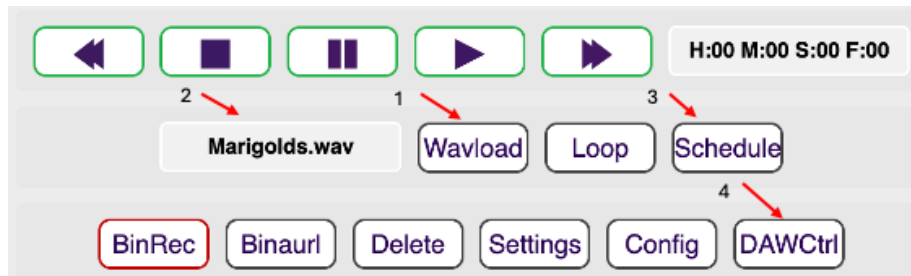 H:00 M:00 S:00 F:00
2 1 3
Marigolds.wav Wavload Loop Schedule
4
BinRec Binaurl Delete Settings Config DAWCtrl